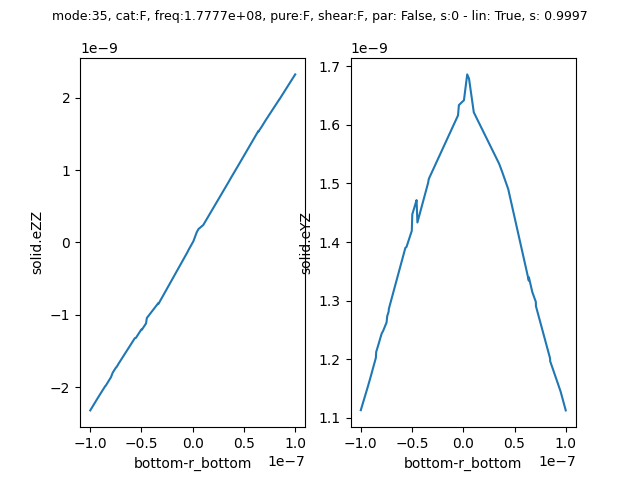 mode:35, cat:F, freq:1.7777e+08, pure:F, shear:F, par: False, s:0 - lin: True, s: 0.9997
1e−9
2
1
0
−1
−2
solid.eZZ
−1.0
−0.5
0.0
0.5
1.0
1e−7
bottom-r_bottom
1e−9
1.7
1.6
1.5
1.4
1.3
1.2
1.1
solid.eYZ
−1.0
−0.5
0.0
0.5
1.0
1e−7
bottom-r_bottom